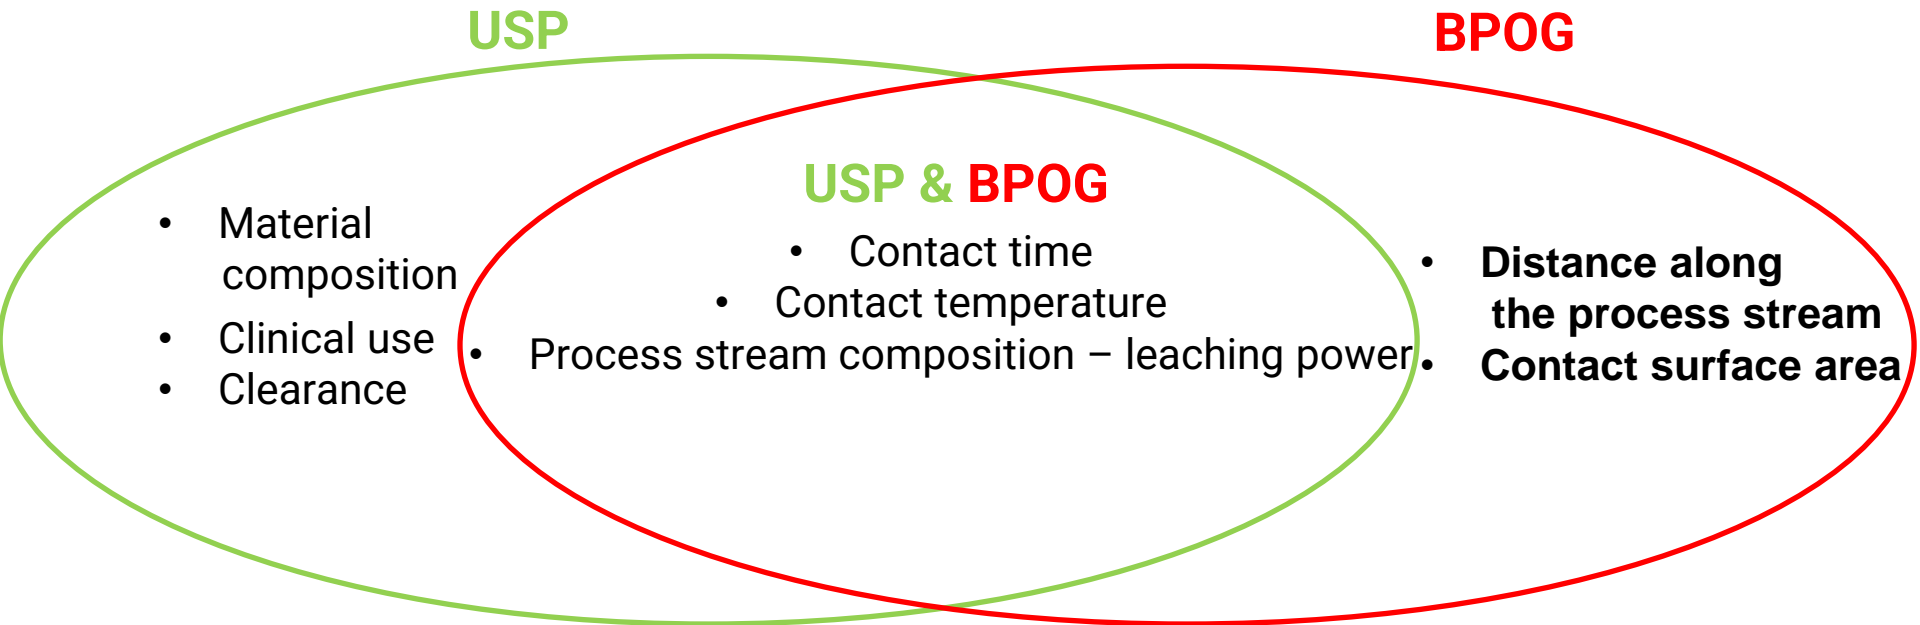 USP
BPOG
USP & BPOG
• Material
composition
• Clinical use
• Clearance
• Contact time
• Contact temperature
• Process stream composition – leaching power
• Distance along
the process stream
• Contact surface area